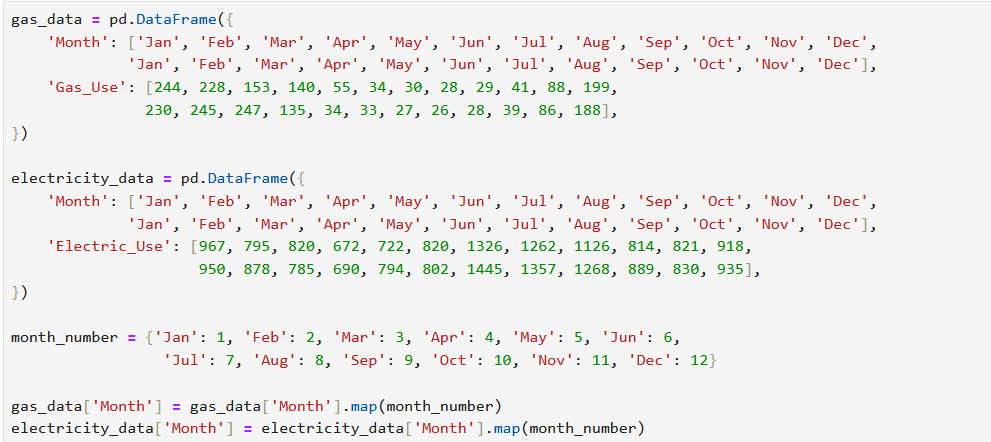 gas_data = pd.DataFrame({
    'Month': ['Jan', 'Feb', 'Mar', 'Apr', 'May', 'Jun', 'Jul', 'Aug', 'Sep', 'Oct', 'Nov', 'Dec',
             'Jan', 'Feb', 'Mar', 'Apr', 'May', 'Jun', 'Jul', 'Aug', 'Sep', 'Oct', 'Nov', 'Dec'],
    'Gas_Use': [244, 228, 153, 140, 55, 34, 30, 28, 29, 41, 88, 199,
               230, 245, 247, 135, 34, 33, 27, 26, 28, 39, 86, 188],
})

electricity_data = pd.DataFrame({
    'Month': ['Jan', 'Feb', 'Mar', 'Apr', 'May', 'Jun', 'Jul', 'Aug', 'Sep', 'Oct', 'Nov', 'Dec',
             'Jan', 'Feb', 'Mar', 'Apr', 'May', 'Jun', 'Jul', 'Aug', 'Sep', 'Oct', 'Nov', 'Dec'],
    'Electric_Use': [967, 795, 820, 672, 722, 820, 1326, 1262, 1126, 814, 821, 918,
                     950, 878, 785, 690, 794, 802, 1445, 1357, 1268, 889, 830, 935],
})

month_number = {'Jan': 1, 'Feb': 2, 'Mar': 3, 'Apr': 4, 'May': 5, 'Jun': 6,
                 'Jul': 7, 'Aug': 8, 'Sep': 9, 'Oct': 10, 'Nov': 11, 'Dec': 12}

gas_data['Month'] = gas_data['Month'].map(month_number)
electricity_data['Month'] = electricity_data['Month'].map(month_number)